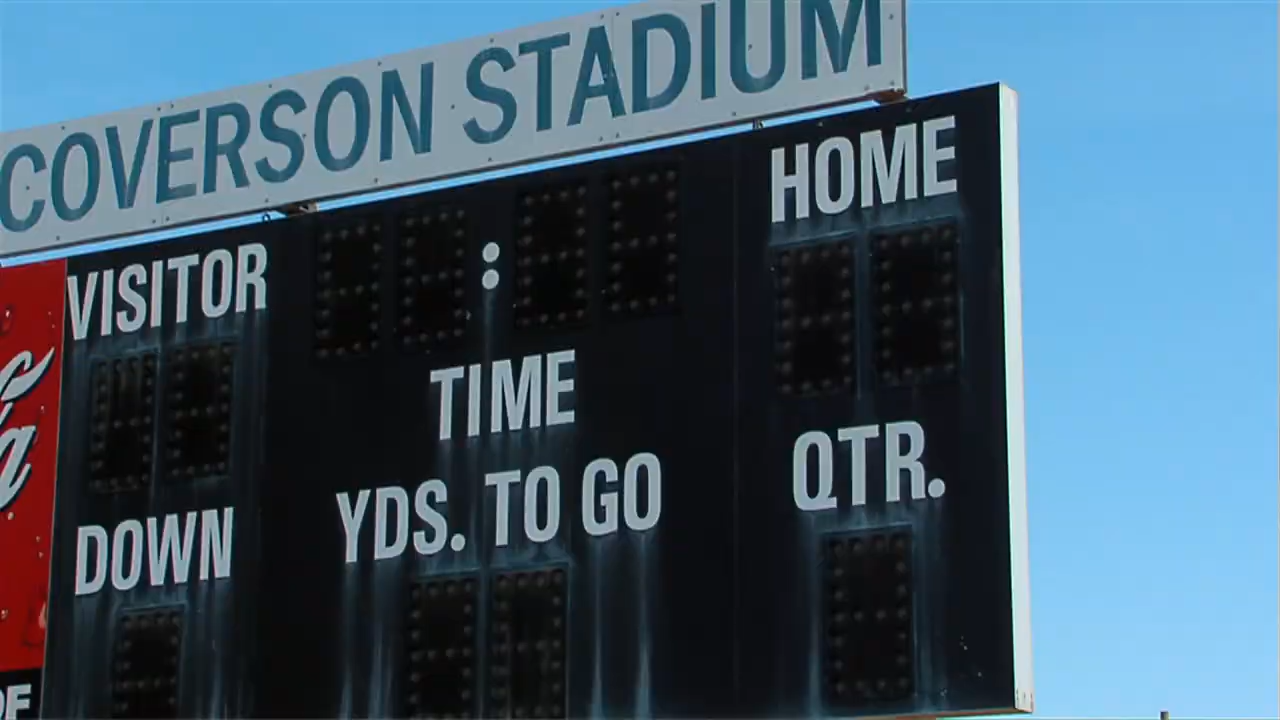 COVERSON STADIUM
VISITOR
:
HOME
TIME
DOWN
YDS. TO GO
QTR.